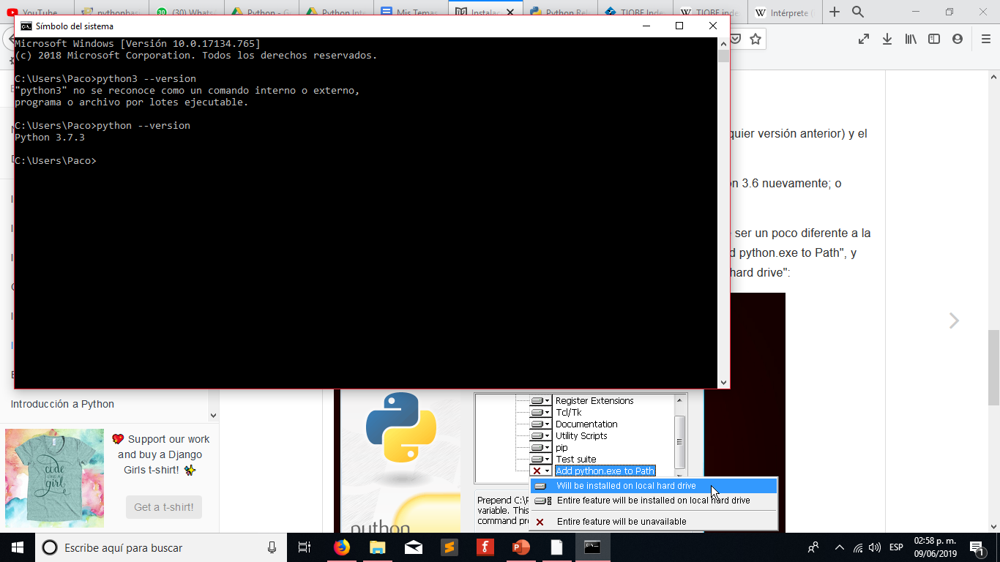 YouTube
pythonbas
(30) Whats
Python - G
Python Inte
Mis Temas
Instalac
Python Rel
TIOBE Inde
TIOBE inde
Intérprete (
Símbolo del sistema
Microsoft Windows [Versión 10.0.17134.765]
(c) 2018 Microsoft Corporation. Todos los derechos reservados.
C:\Users\Paco>python3 --version
"python3" no se reconoce como un comando interno o externo,
programa o archivo por lotes ejecutable.
C:\Users\Paco>python --version
Python 3.7.3
C:\Users\Paco>
quier versión anterior) y el
on 3.6 nuevamente; o
ser un poco diferente a la
d python.exe to Path", y
hard drive":
Introducción a Python
💖 Support our work
and buy a Django
Girls t-shirt! ✨
Get a t-shirt!
code
like a
girl
python
Register Extensions
Tcl/Tk
Documentation
Utility Scripts
pip
Test suite
Add python.exe to Path
Will be installed on local hard drive
Entire feature will be installed on local hard drive
Entire feature will be unavailable
Prepend C:\P
variable. This
command pro
Escribe aquí para buscar
ESP
02:58 p. m.
09/06/2019
1